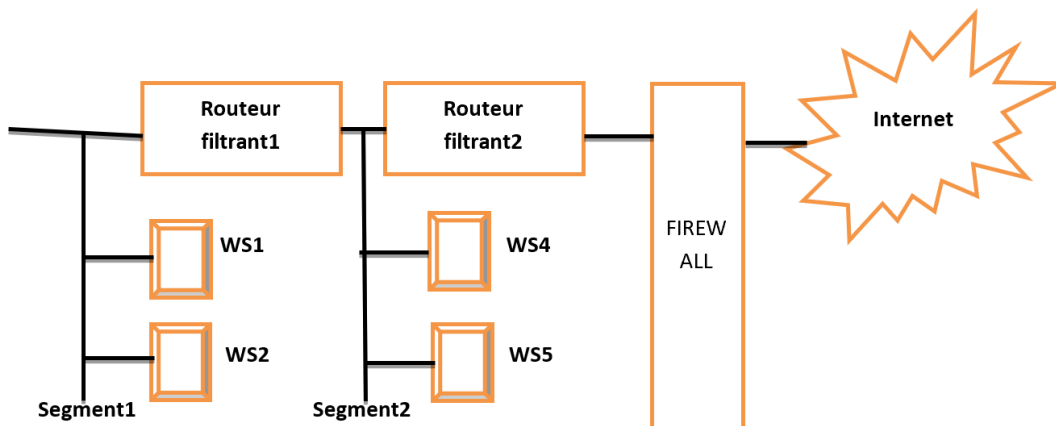 Routeur
filtrant1
Routeur
filtrant2
Internet
FIREW
ALL
WS1
WS4
WS2
WS5
Segment1
Segment2